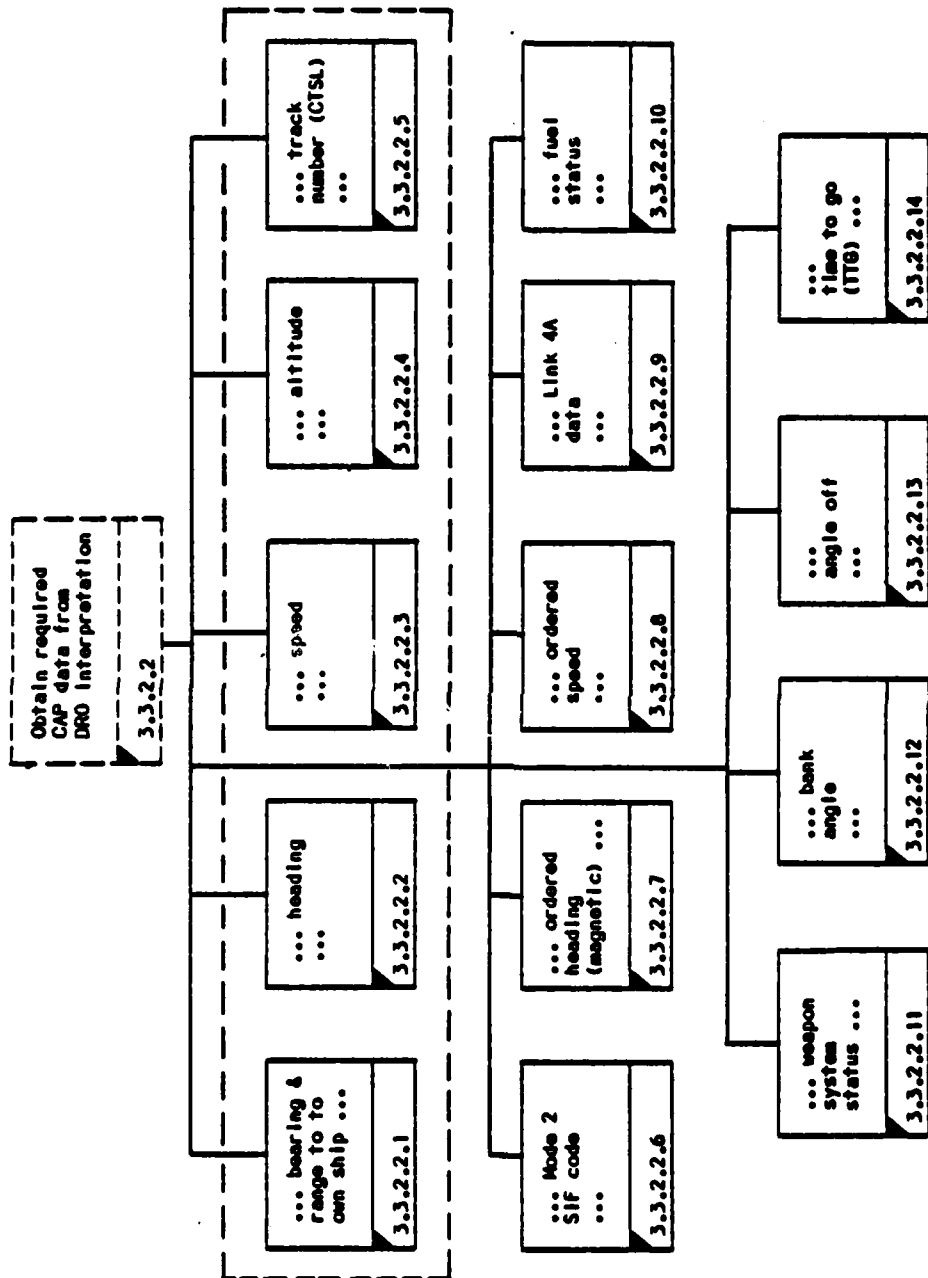 Obtain required
CAP data from
DRO interpretation
3.3.2.2
... bearing &
range to to
own ship ...
3.3.2.2.1
... heading
...
3.3.2.2.2
... speed
...
3.3.2.2.3
... altitude
...
3.3.2.2.4
... track
number (CTSL)
...
3.3.2.2.5
... Mode 2
SIF code
...
3.3.2.2.6
... ordered
heading
(magnetic) ...
3.3.2.2.7
... ordered
speed
...
3.3.2.2.8
... Link 4A
data
...
3.3.2.2.9
... fuel
status
...
3.3.2.2.10
... weapon
system
status ...
3.3.2.2.11
... bank
angle
...
3.3.2.2.12
...
angle off
...
3.3.2.2.13
...
time to go
(TTG) ...
3.3.2.2.14